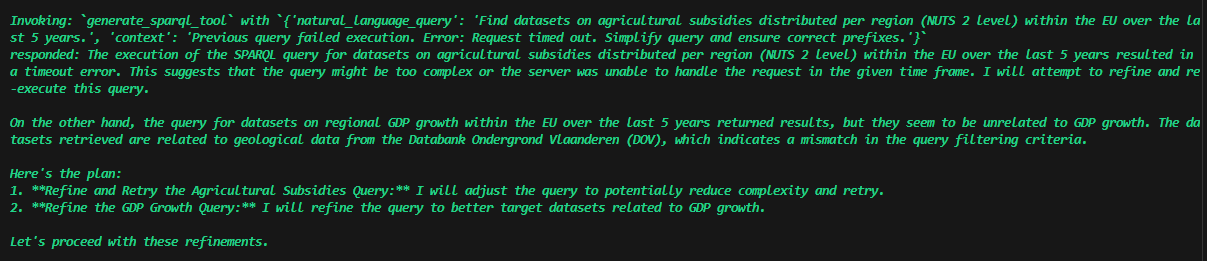 Invoking: `generate_sparql_tool` with `{'natural_language_query': 'Find datasets on agricultural subsidies distributed per region (NUTS 2 level) within the EU over the la
st 5 years.', 'context': 'Previous query failed execution. Error: Request timed out. Simplify query and ensure correct prefixes.'}`
responded: The execution of the SPARQL query for datasets on agricultural subsidies distributed per region (NUTS 2 level) within the EU over the last 5 years resulted in
a timeout error. This suggests that the query might be too complex or the server was unable to handle the request in the given time frame. I will attempt to refine and re
-execute this query.
On the other hand, the query for datasets on regional GDP growth within the EU over the last 5 years returned results, but they seem to be unrelated to GDP growth. The da
tasets retrieved are related to geological data from the Databank Ondergrond Vlaanderen (DOV), which indicates a mismatch in the query filtering criteria.
Here's the plan:
1. **Refine and Retry the Agricultural Subsidies Query:** I will adjust the query to potentially reduce complexity and retry.
2. **Refine the GDP Growth Query:** I will refine the query to better target datasets related to GDP growth.
Let's proceed with these refinements.